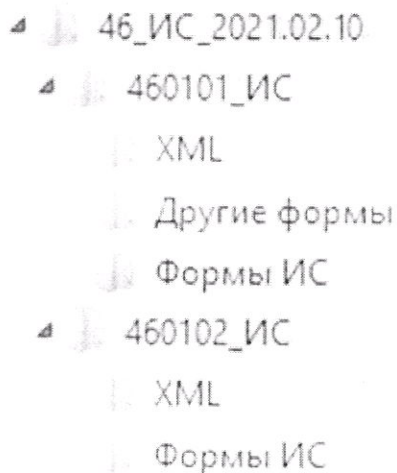 46_ИС_2021.02.10
460101_ИС
XML
Другие формы
Формы ИС
460102_ИС
XML
Формы ИС